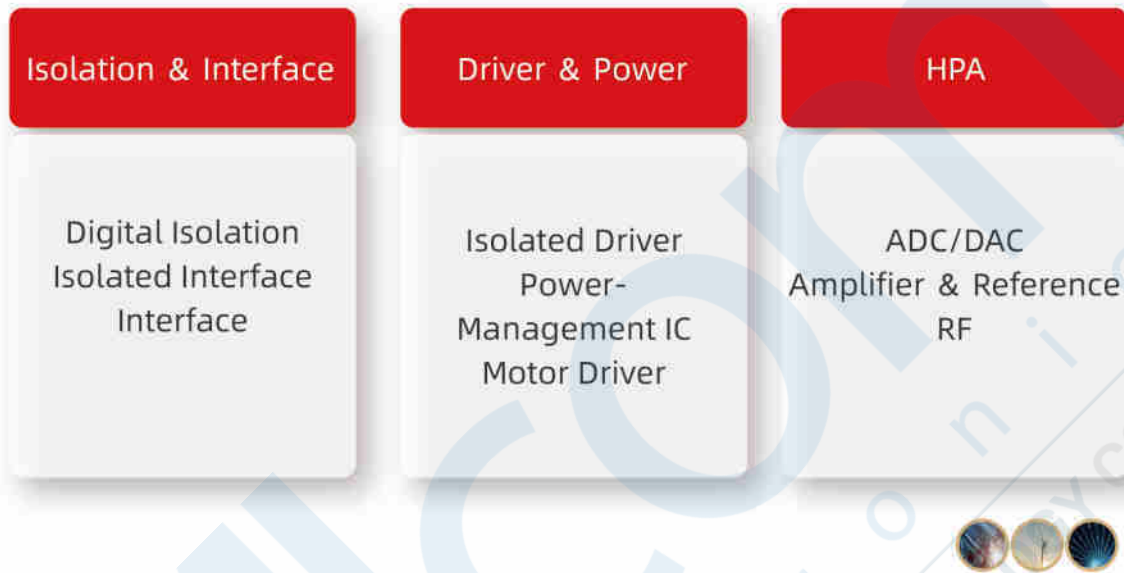 Isolation & Interface
Digital Isolation
Isolated Interface
Interface
Driver & Power
Isolated Driver
Power-
Management IC
Motor Driver
HPA
ADC/DAC
Amplifier & Reference
RF